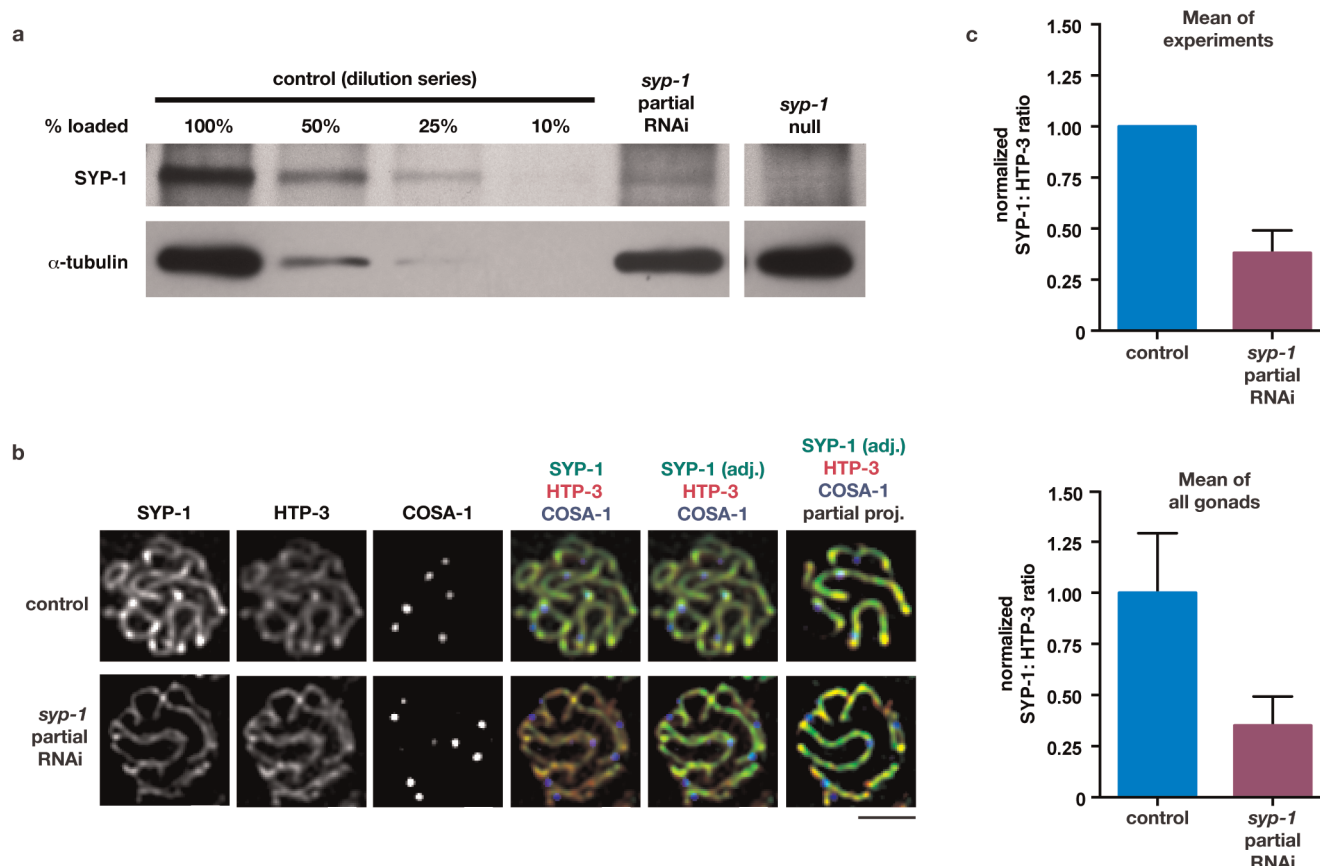 a
control (dilution series)
syp-1
partial
RNAi
syp-1
null
% loaded
100%
50%
25%
10%
SYP-1
α-tubulin
b
SYP-1
HTP-3
COSA-1
SYP-1
HTP-3
COSA-1
SYP-1 (adj.)
HTP-3
COSA-1
SYP-1 (adj.)
HTP-3
COSA-1
partial proj.
control
syp-1
partial
RNAi
c
Mean of
experiments
normalized
SYP-1: HTP-3 ratio
1.50
1.25
1.00
0.75
0.50
0.25
0
control
syp-1
partial
RNAi
Mean of
all gonads
normalized
SYP-1: HTP-3 ratio
1.50
1.25
1.00
0.75
0.50
0.25
0
control
syp-1
partial
RNAi